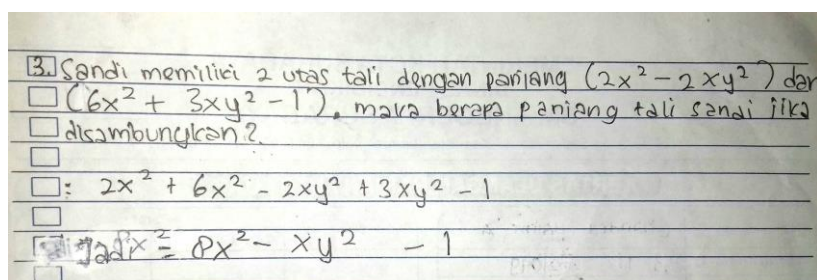 3. Sandi memiliki 2 utas tali dengan panjang (2x² - 2xy²) dan
(6x² + 3xy² - 1), maka berapa panjang tali sandi jika
disambungkan?
= 2x² + 6x² - 2xy² + 3xy² - 1
Jadi = 8x² - xy² - 1